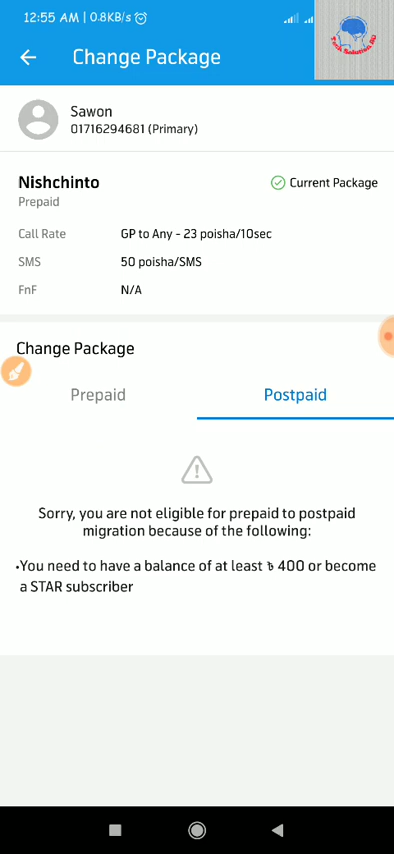 12:55 AM | 0.8KB/s
Change Package
Tech Solution BD
Sawon
01716294681 (Primary)
Nishchinto
Current Package
Prepaid
Call Rate GP to Any - 23 poisha/10sec
SMS 50 poisha/SMS
FnF N/A
Change Package
Prepaid Postpaid
Sorry, you are not eligible for prepaid to postpaid
migration because of the following:
•You need to have a balance of at least ৳ 400 or become
a STAR subscriber